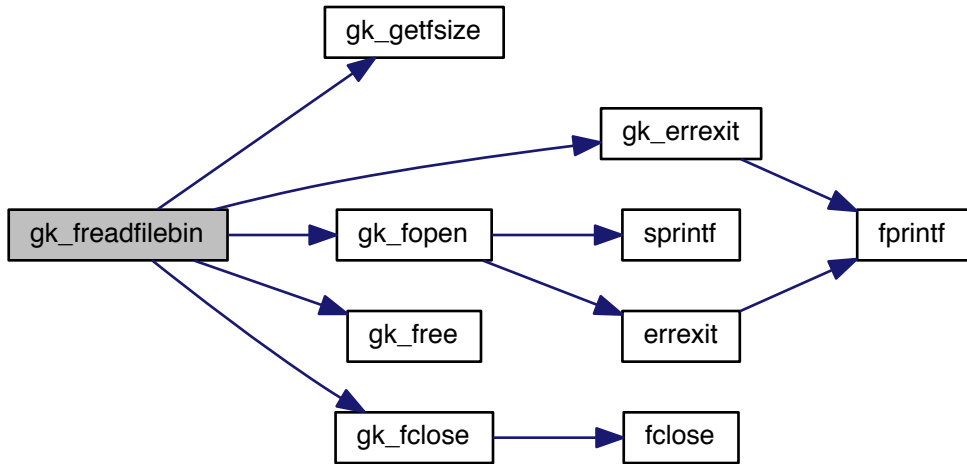 gk_getfsize
gk_errexit
gk_freadfilebin
gk_fopen
sprintf
fprintf
gk_free
errexit
gk_fclose
fclose